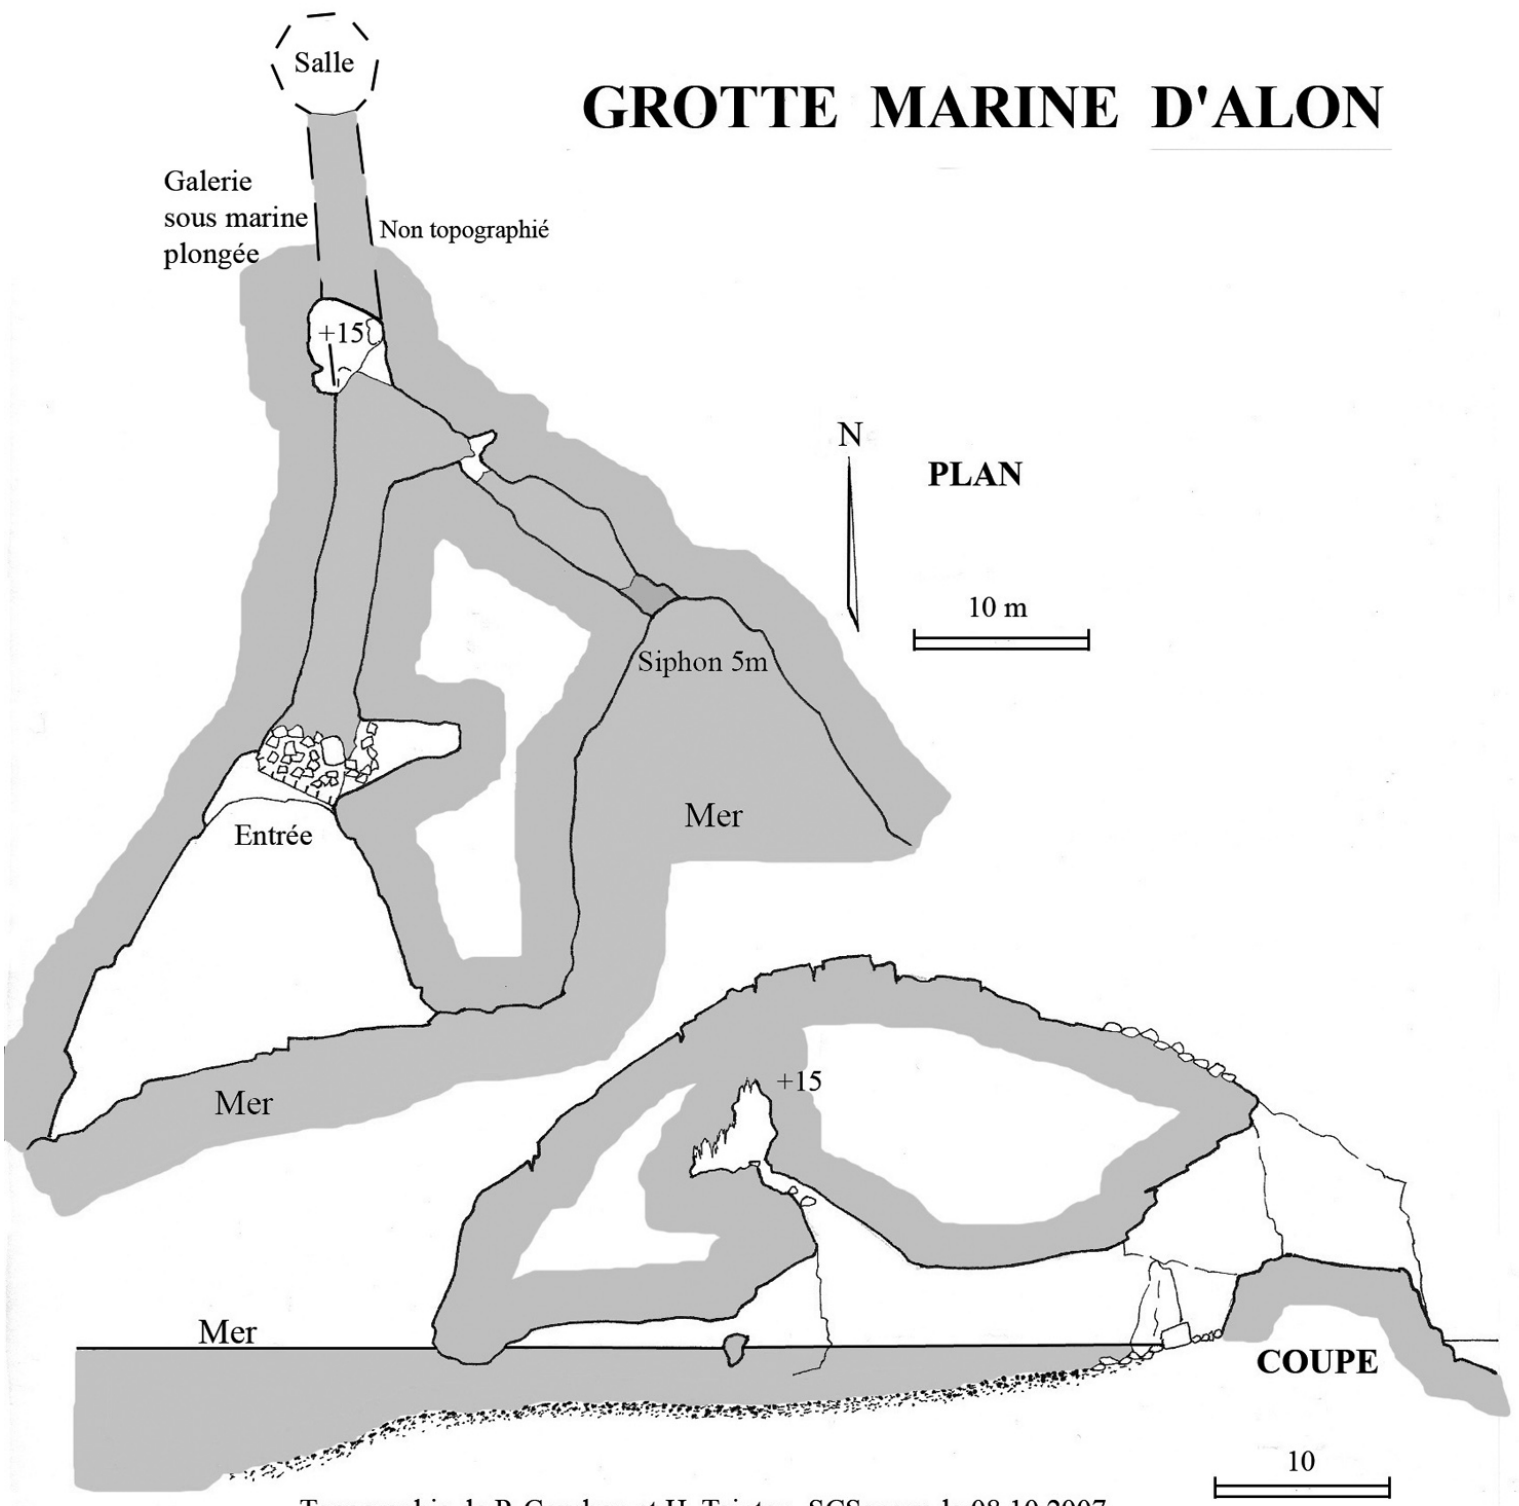 Salle
GROTTE MARINE D'ALON
Galerie
sous marine
plongée
Non topographié
+15
N
PLAN
10 m
Siphon 5m
Mer
Entrée
Mer
+15
Mer
COUPE
10